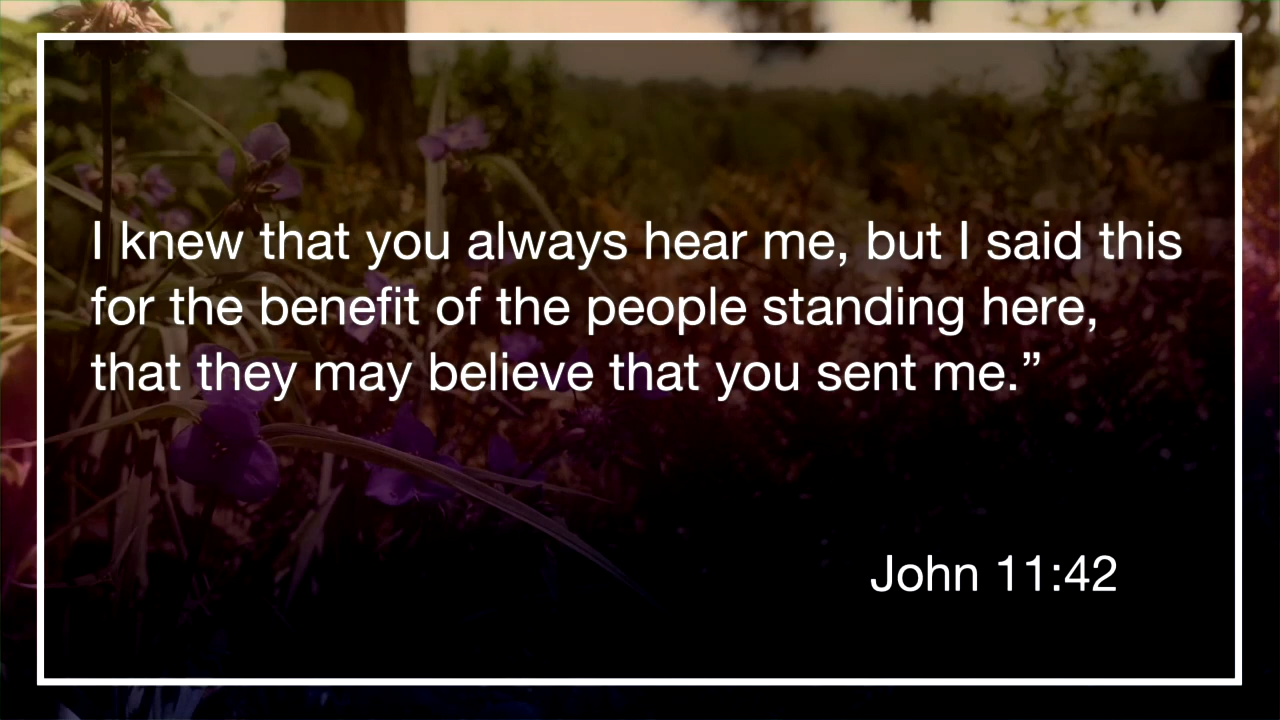 I knew that you always hear me, but I said this
for the benefit of the people standing here,
that they may believe that you sent me.”
John 11:42